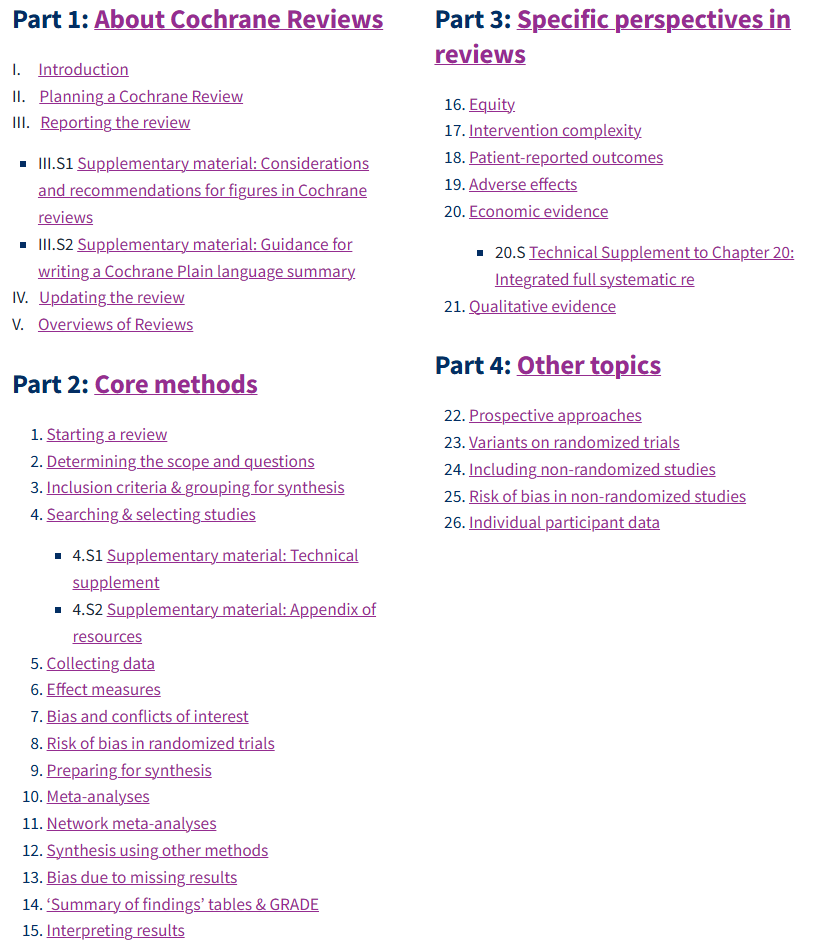 Part 1: About Cochrane Reviews
I. Introduction
II. Planning a Cochrane Review
III. Reporting the review
III.S1 Supplementary material: Considerations
and recommendations for figures in Cochrane
reviews
III.S2 Supplementary material: Guidance for
writing a Cochrane Plain language summary
IV. Updating the review
V. Overviews of Reviews
Part 2: Core methods
1. Starting a review
2. Determining the scope and questions
3. Inclusion criteria & grouping for synthesis
4. Searching & selecting studies
4.S1 Supplementary material: Technical
supplement
4.S2 Supplementary material: Appendix of
resources
5. Collecting data
6. Effect measures
7. Bias and conflicts of interest
8. Risk of bias in randomized trials
9. Preparing for synthesis
10. Meta-analyses
11. Network meta-analyses
12. Synthesis using other methods
13. Bias due to missing results
14. ‘Summary of findings’ tables & GRADE
15. Interpreting results
Part 3: Specific perspectives in
reviews
16. Equity
17. Intervention complexity
18. Patient-reported outcomes
19. Adverse effects
20. Economic evidence
20.S Technical Supplement to Chapter 20:
Integrated full systematic re
21. Qualitative evidence
Part 4: Other topics
22. Prospective approaches
23. Variants on randomized trials
24. Including non-randomized studies
25. Risk of bias in non-randomized studies
26. Individual participant data